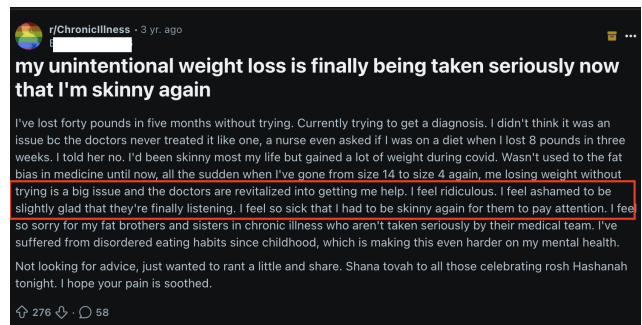 r/ChronicIllness • 3 yr. ago
my unintentional weight loss is finally being taken seriously now
that I'm skinny again
I've lost forty pounds in five months without trying. Currently trying to get a diagnosis. I didn't think it was an
issue bc the doctors never treated it like one, a nurse even asked if I was on a diet when I lost 8 pounds in three
weeks. I told her no. I'd been skinny most my life but gained a lot of weight during covid. Wasn't used to the fat
bias in medicine until now, all the sudden when I've gone from size 14 to size 4 again, me losing weight without
trying is a big issue and the doctors are revitalized into getting me help. I feel ridiculous. I feel ashamed to be
slightly glad that they're finally listening. I feel so sick that I had to be skinny again for them to pay attention. I feel
so sorry for my fat brothers and sisters in chronic illness who aren't taken seriously by their medical team. I've
suffered from disordered eating habits since childhood, which is making this even harder on my mental health.
Not looking for advice, just wanted to rant a little and share. Shana tovah to all those celebrating rosh Hashanah
tonight. I hope your pain is soothed.
276 58